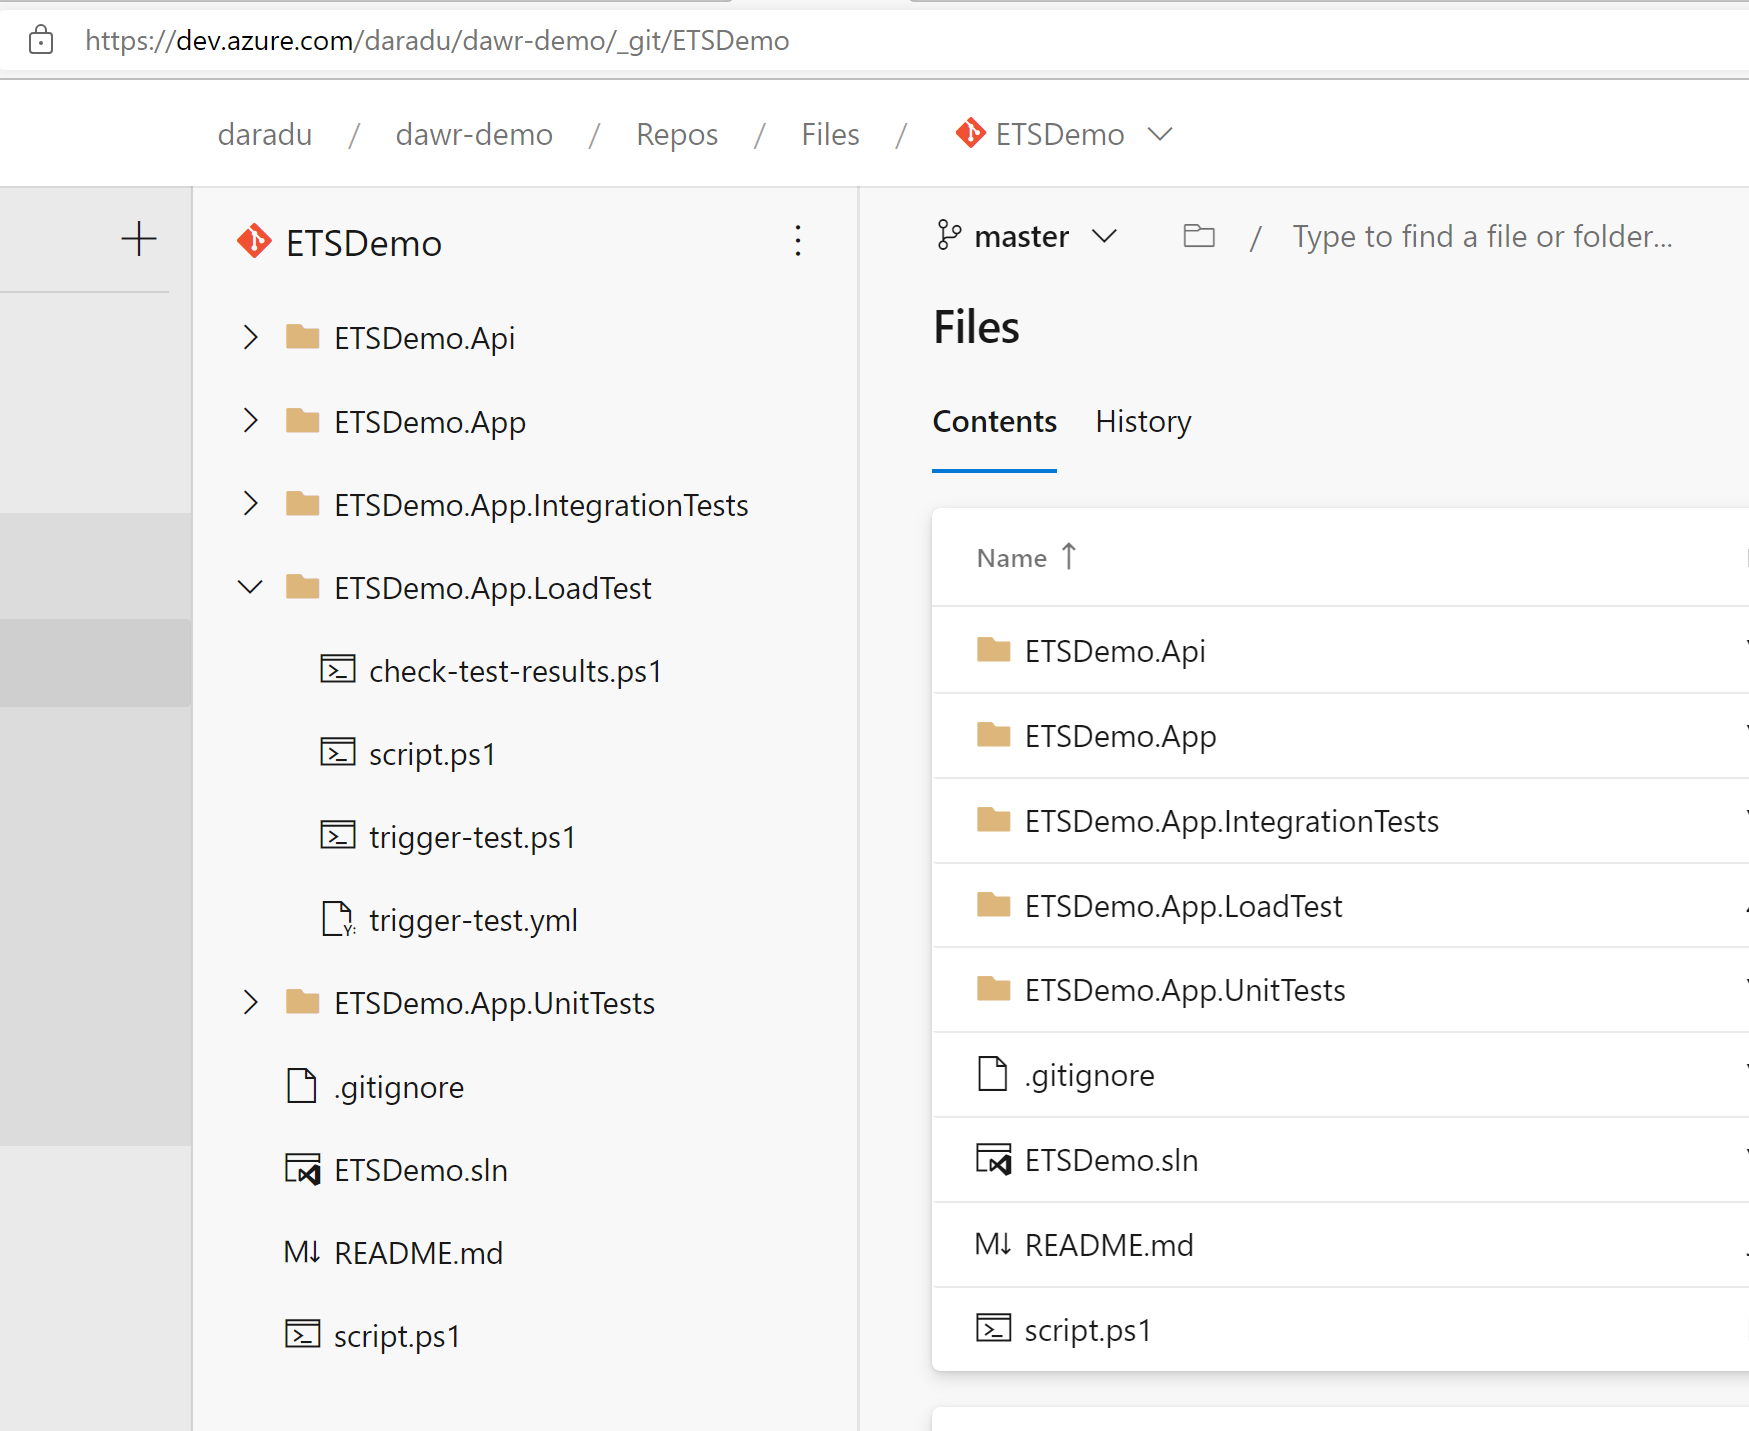 https://dev.azure.com/daradu/dawr-demo/_git/ETSDemo
daradu / dawr-demo / Repos / Files / ETSDemo
ETSDemo
ETSDemo.Api
ETSDemo.App
ETSDemo.App.IntegrationTests
ETSDemo.App.LoadTest
check-test-results.ps1
script.ps1
trigger-test.ps1
trigger-test.yml
ETSDemo.App.UnitTests
.gitignore
ETSDemo.sln
README.md
script.ps1
master / Type to find a file or folder...
Files
Contents History
Name
ETSDemo.Api
ETSDemo.App
ETSDemo.App.IntegrationTests
ETSDemo.App.LoadTest
ETSDemo.App.UnitTests
.gitignore
ETSDemo.sln
README.md
script.ps1